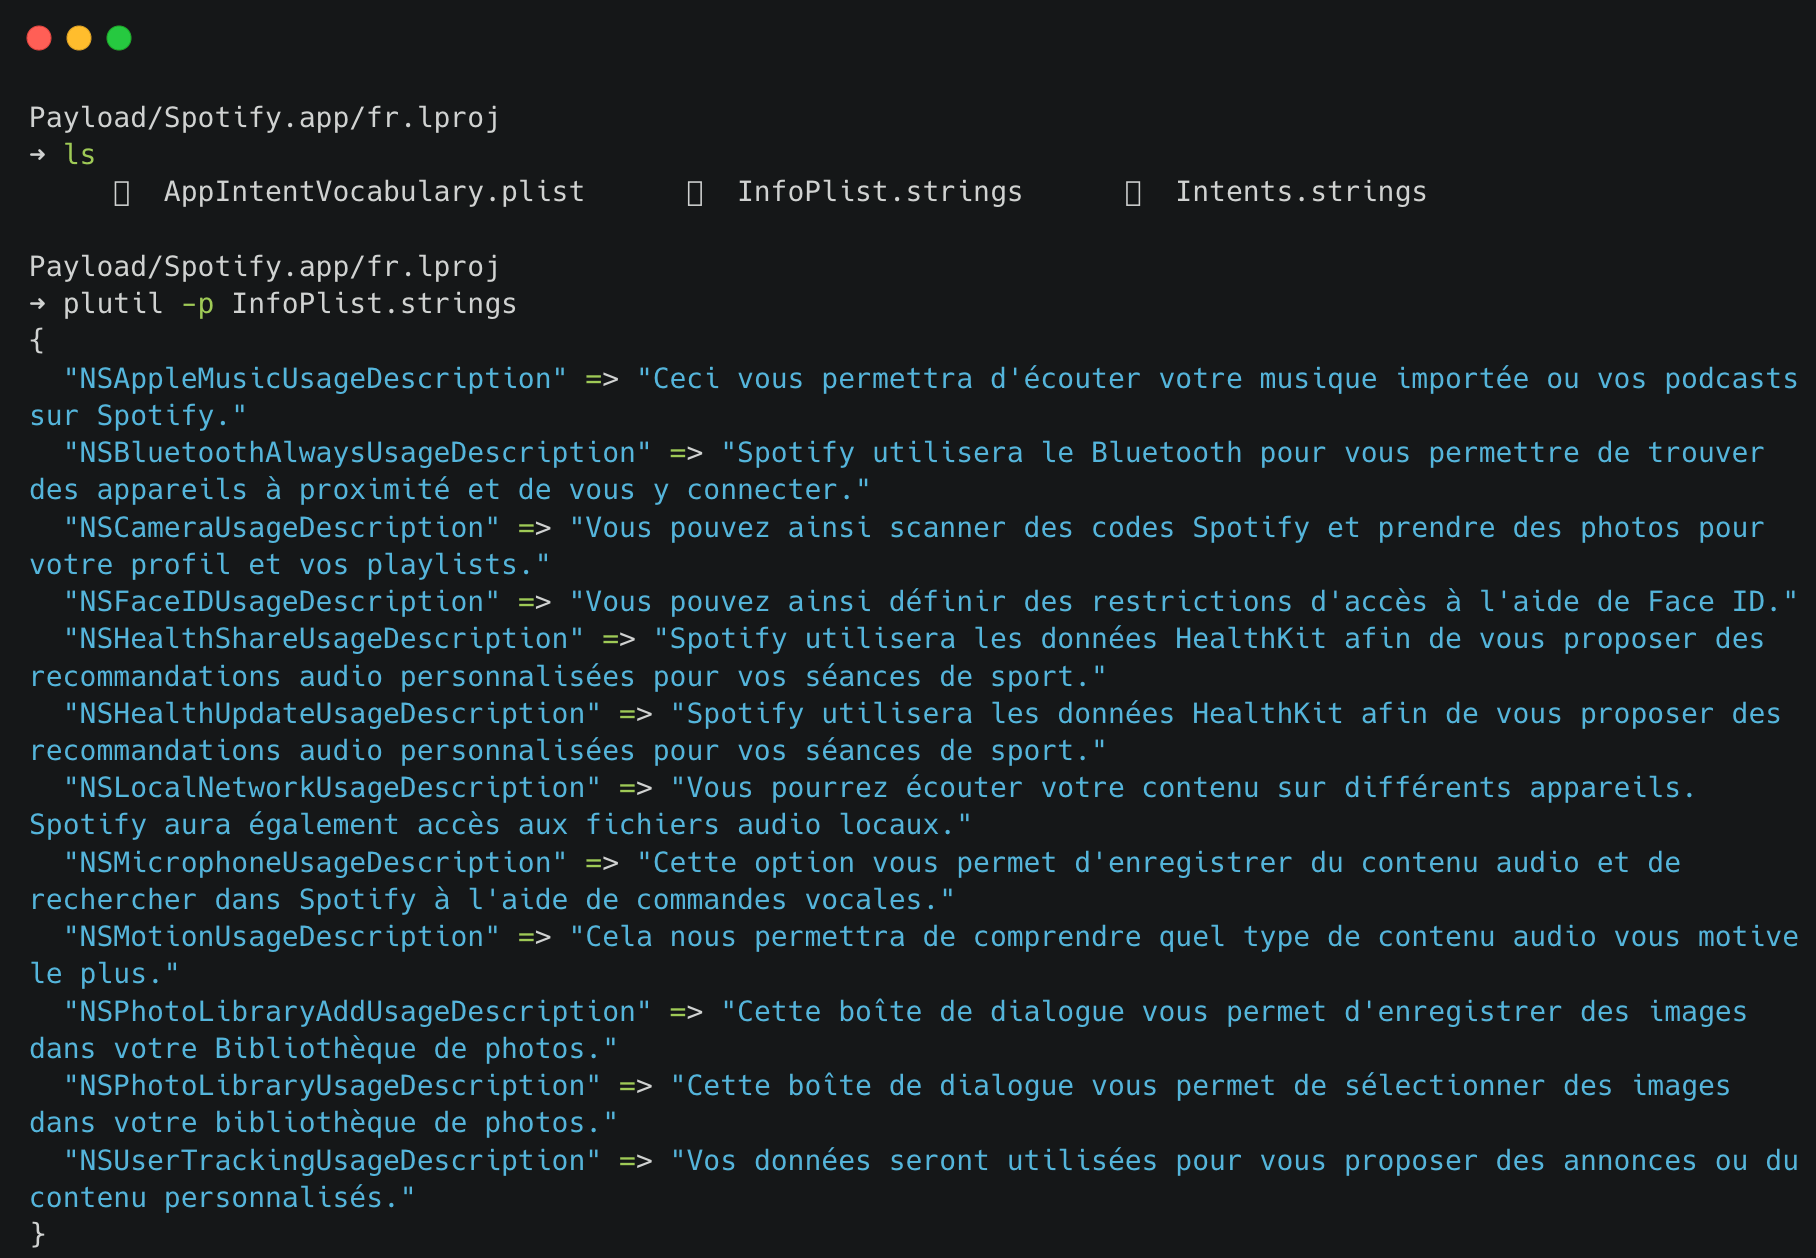 Payload/Spotify.app/fr.lproj
➜ ls
AppIntentVocabulary.plist InfoPlist.strings Intents.strings
Payload/Spotify.app/fr.lproj
➜ plutil -p InfoPlist.strings
{
"NSAppleMusicUsageDescription" => "Ceci vous permettra d'écouter votre musique importée ou vos podcasts
sur Spotify."
"NSBluetoothAlwaysUsageDescription" => "Spotify utilisera le Bluetooth pour vous permettre de trouver
des appareils à proximité et de vous y connecter."
"NSCameraUsageDescription" => "Vous pouvez ainsi scanner des codes Spotify et prendre des photos pour
votre profil et vos playlists."
"NSFaceIDUsageDescription" => "Vous pouvez ainsi définir des restrictions d'accès à l'aide de Face ID."
"NSHealthShareUsageDescription" => "Spotify utilisera les données HealthKit afin de vous proposer des
recommandations audio personnalisées pour vos séances de sport."
"NSHealthUpdateUsageDescription" => "Spotify utilisera les données HealthKit afin de vous proposer des
recommandations audio personnalisées pour vos séances de sport."
"NSLocalNetworkUsageDescription" => "Vous pourrez écouter votre contenu sur différents appareils.
Spotify aura également accès aux fichiers audio locaux."
"NSMicrophoneUsageDescription" => "Cette option vous permet d'enregistrer du contenu audio et de
rechercher dans Spotify à l'aide de commandes vocales."
"NSMotionUsageDescription" => "Cela nous permettra de comprendre quel type de contenu audio vous motive
le plus."
"NSPhotoLibraryAddUsageDescription" => "Cette boîte de dialogue vous permet d'enregistrer des images
dans votre Bibliothèque de photos."
"NSPhotoLibraryUsageDescription" => "Cette boîte de dialogue vous permet de sélectionner des images
dans votre bibliothèque de photos."
"NSUserTrackingUsageDescription" => "Vos données seront utilisées pour vous proposer des annonces ou du
contenu personnalisés."
}